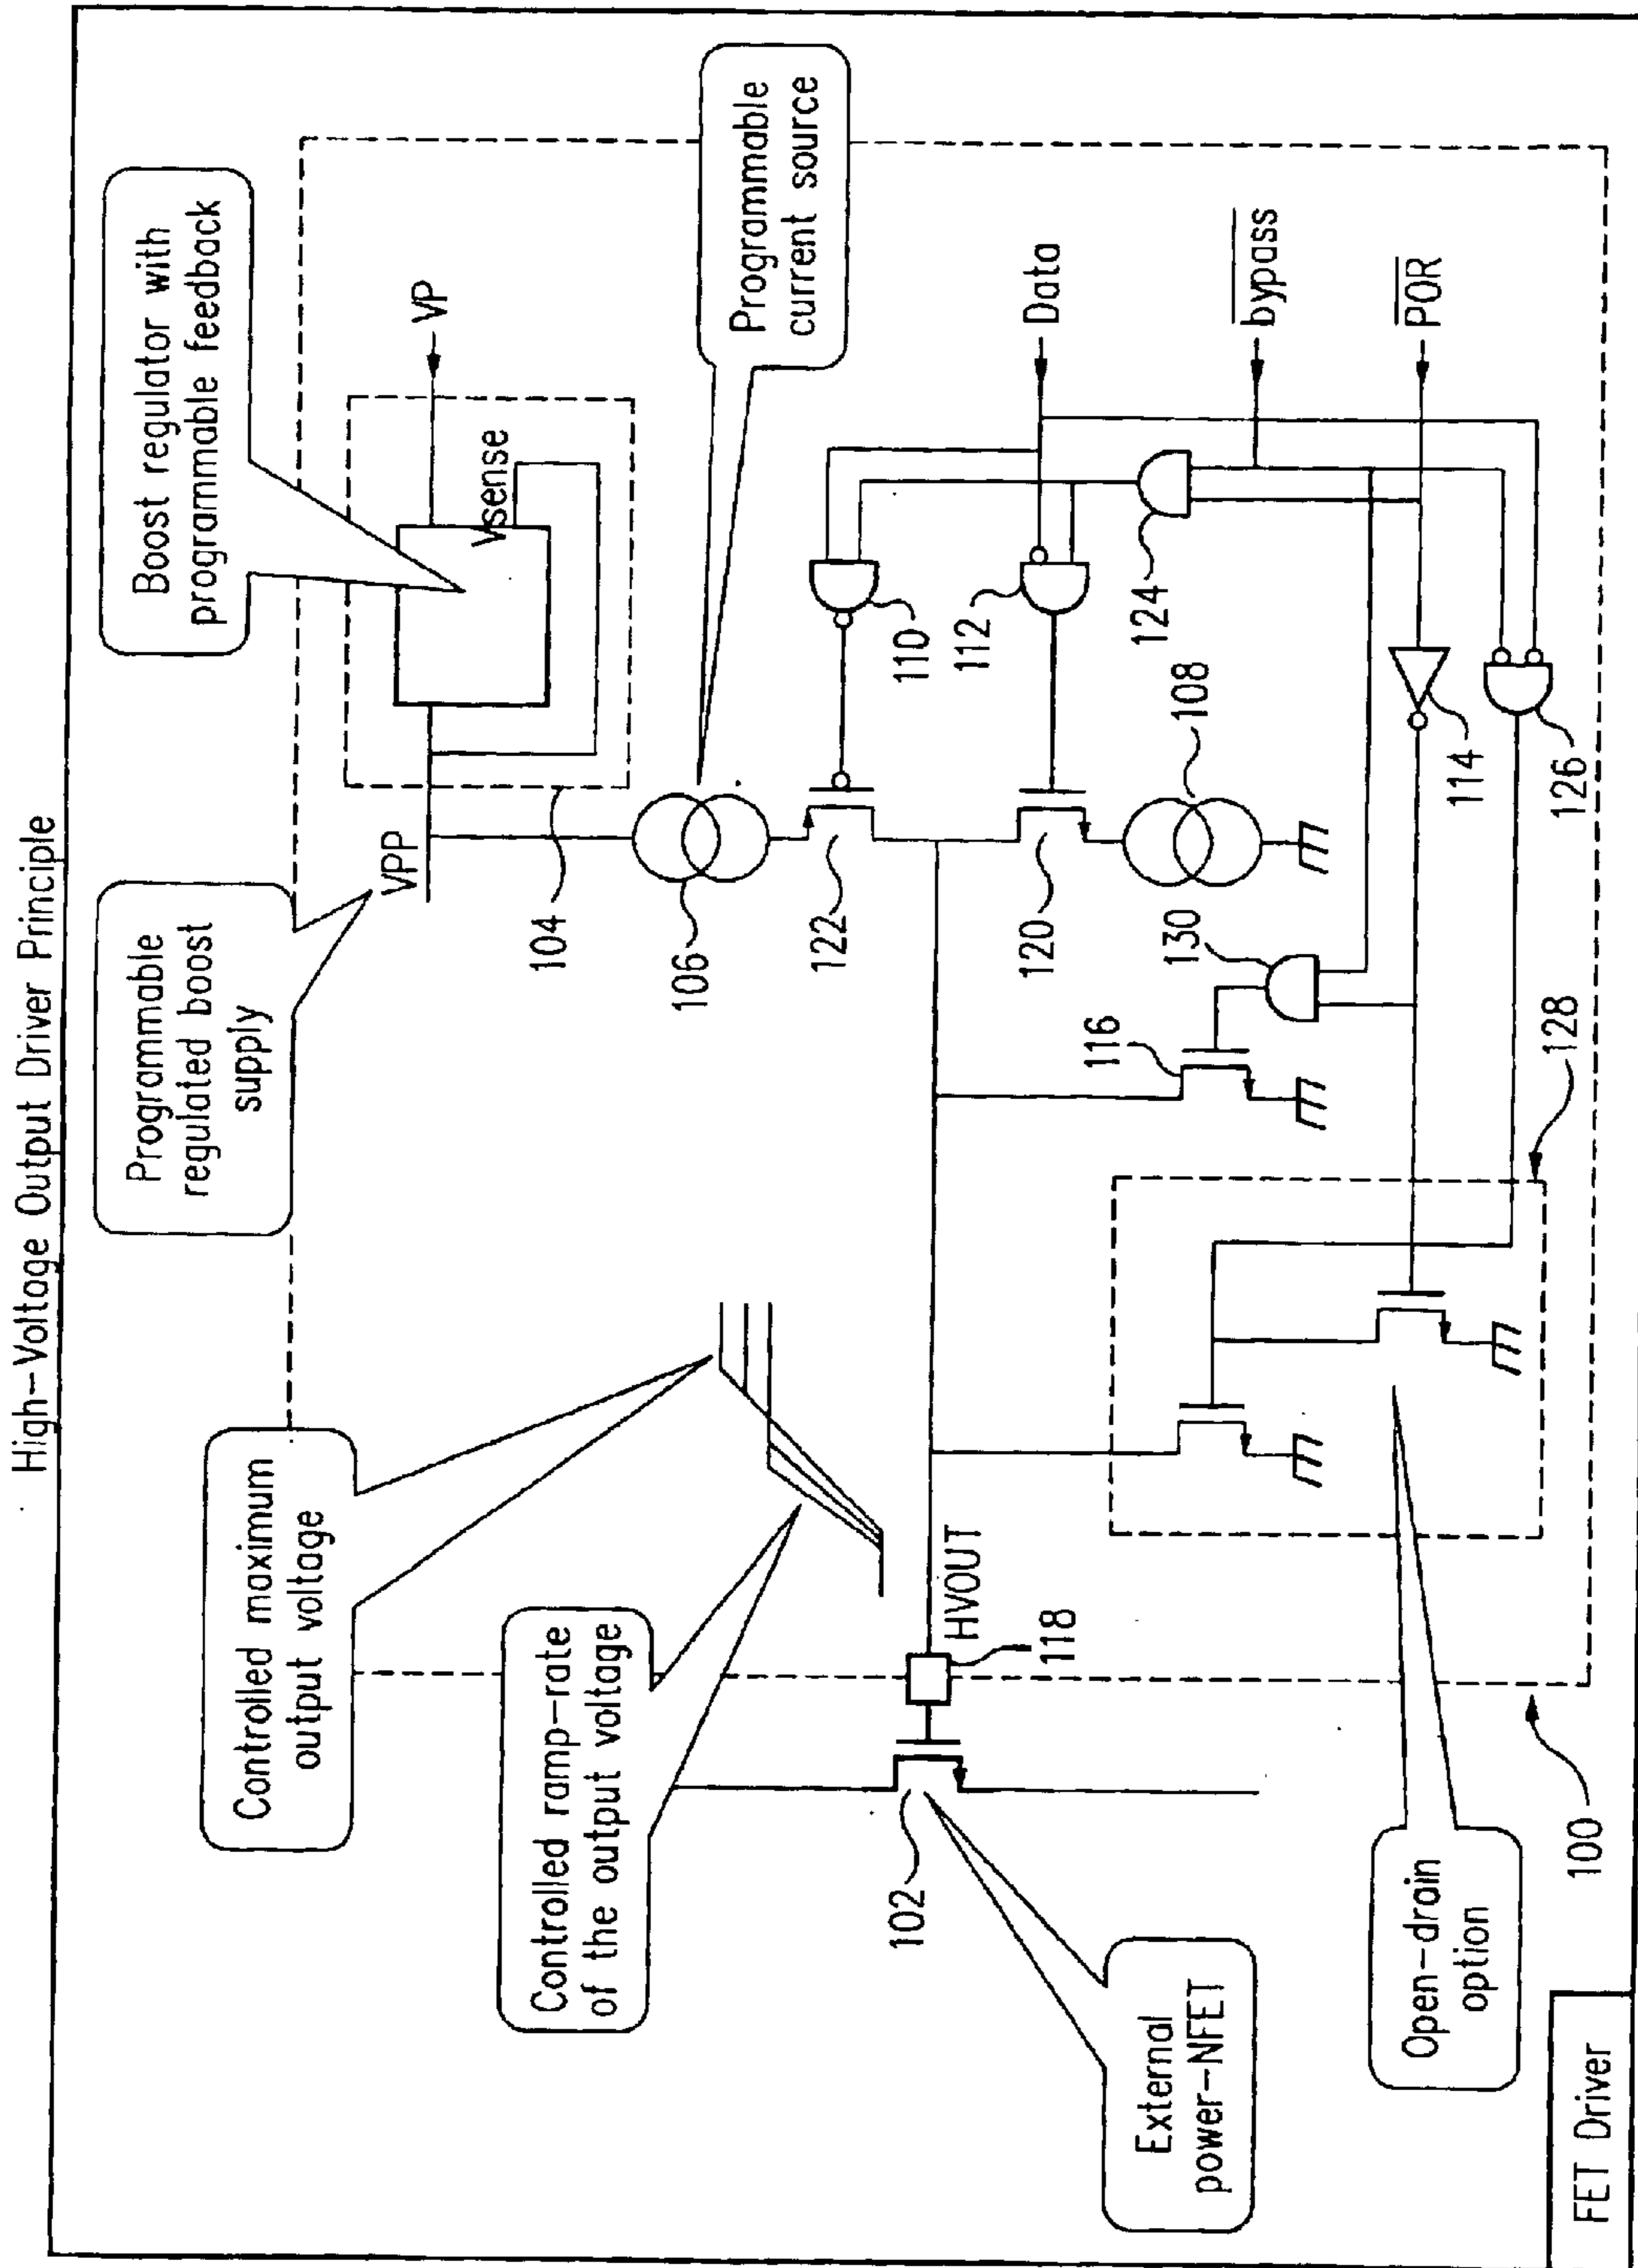 High-Voltage Output Driver Principle
Boost regulator with
programmable feedback
Programmable
regulated boost
supply
Controlled maximum
output voltage
Controlled ramp-rate
of the output voltage
Programmable
current source
External
power-NFET
Open-drain
option
FET Driver
VP
Vsense
VPP
104
106
122
110
Data
112
120
108
124
bypass
POR
114
126
130
116
128
HVOUT
118
102
100